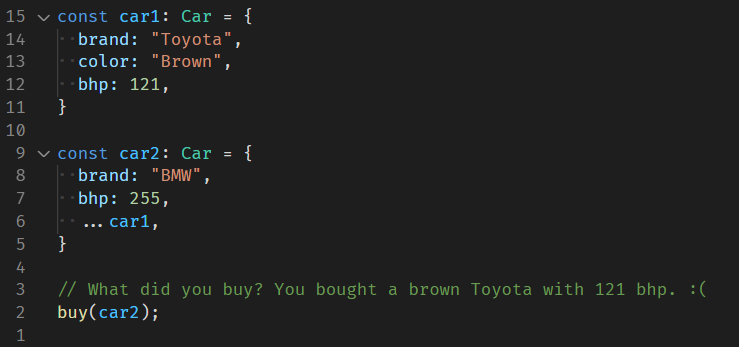 15 const car1: Car = {
14 brand: "Toyota",
13 color: "Brown",
12 bhp: 121,
11 }
10
9 const car2: Car = {
8 brand: "BMW",
7 bhp: 255,
6 ...car1,
5 }
4
3 // What did you buy? You bought a brown Toyota with 121 bhp. :(
2 buy(car2);
1